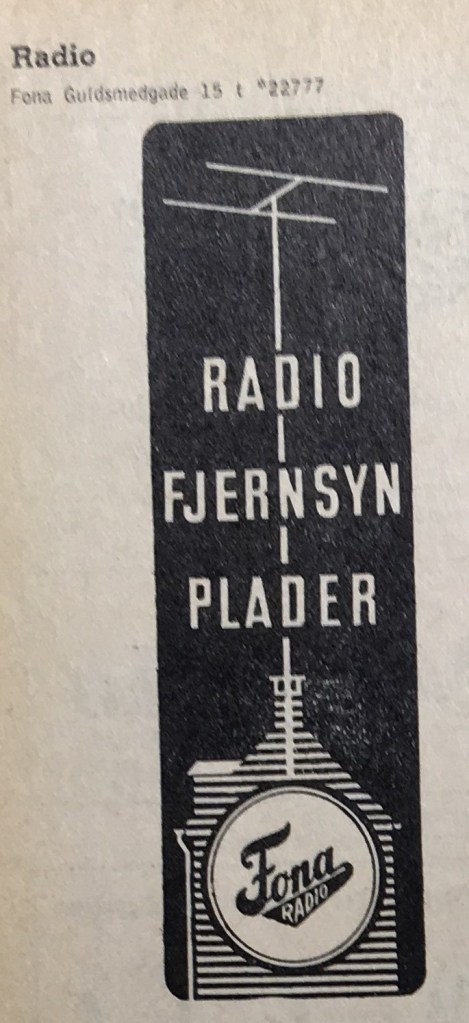 Radio
Fona Guldsmedgade 15 t *22777
RADIO
FJERNSYN
PLADER
Fona
RADIO